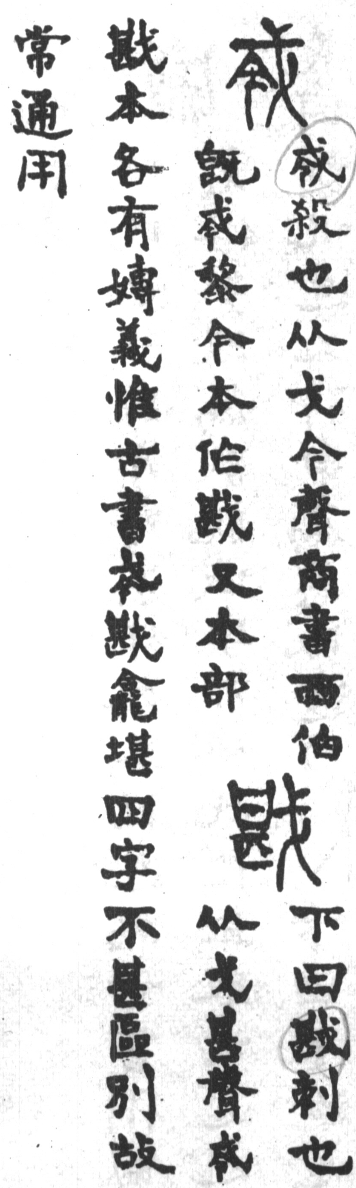 𢦟
𢦟殺也从戈今聲商書西伯
既𢦟黎今本作戡又本部
戡
下曰戡刺也
从戈甚聲𢦟
戡本各有嫥義惟古書𢦟戡龕堪四字不甚區別故
常通用